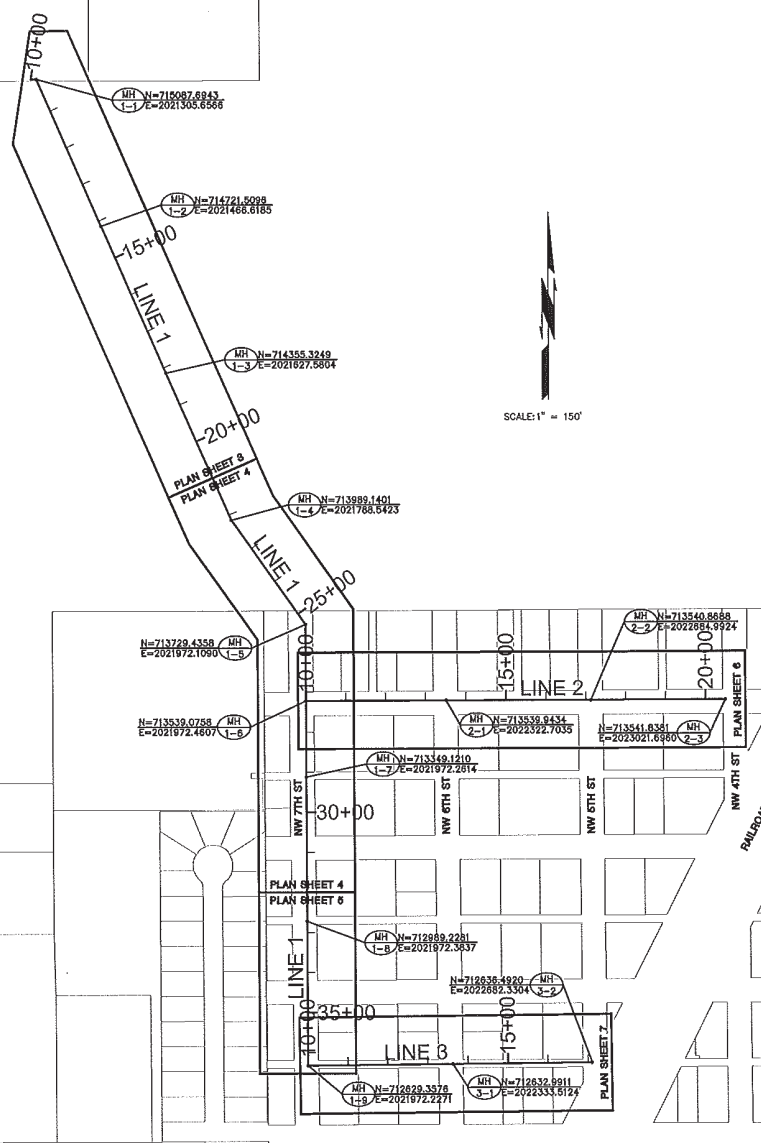 10+00
MH
1-1
N=715087.6943
E=2021305.6566
MH
1-2
N=714721.5096
E=2021466.6185
15+00
LINE 1
MH
1-3
N=714355.3249
E=2021627.5804
SCALE: 1" = 150'
20+00
PLAN SHEET 3
PLAN SHEET 4
MH
1-4
N=713989.1401
E=2021788.5423
LINE 1
25+00
N=713729.4358
E=2021972.1090
MH
1-5
MH
2-2
N=713540.8688
E=2022684.9924
10+00
15+00
20+00
LINE 2
PLAN SHEET 6
N=713539.0758
E=2021972.4607
MH
1-6
MH
2-1
N=713539.9434
E=2022322.7035
N=713541.8381
E=2023021.6980
MH
2-3
MH
1-7
N=713349.1210
E=2021972.2614
NW 7TH ST
NW 6TH ST
NW 5TH ST
NW 4TH ST
30+00
RAILROA
PLAN SHEET 4
PLAN SHEET 5
MH
1-8
N=712989.2281
E=2021972.3837
LINE 1
N=712636.4920
E=2022682.3304
MH
3-2
35+00
10+00
15+00
LINE 3
PLAN SHEET 7
MH
1-9
N=712629.3576
E=2021972.2271
MH
3-1
N=712632.9911
E=2022333.5124